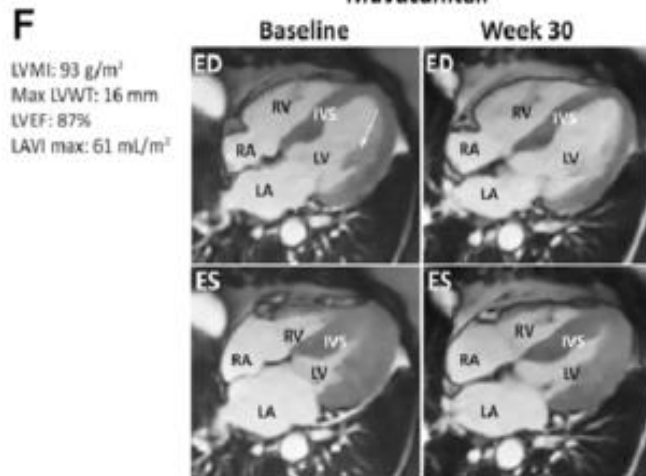 F
Baseline
Week 30
LVMI: 93 g/m²
Max LVWT: 16 mm
LVEF: 87%
LAVI max: 61 mL/m²
ED
RV
IVS
RA
LV
LA
ED
RV
IVS
RA
LV
LA
ES
RV
IVS
RA
LV
LA
ES
RV
IVS
RA
LV
LA